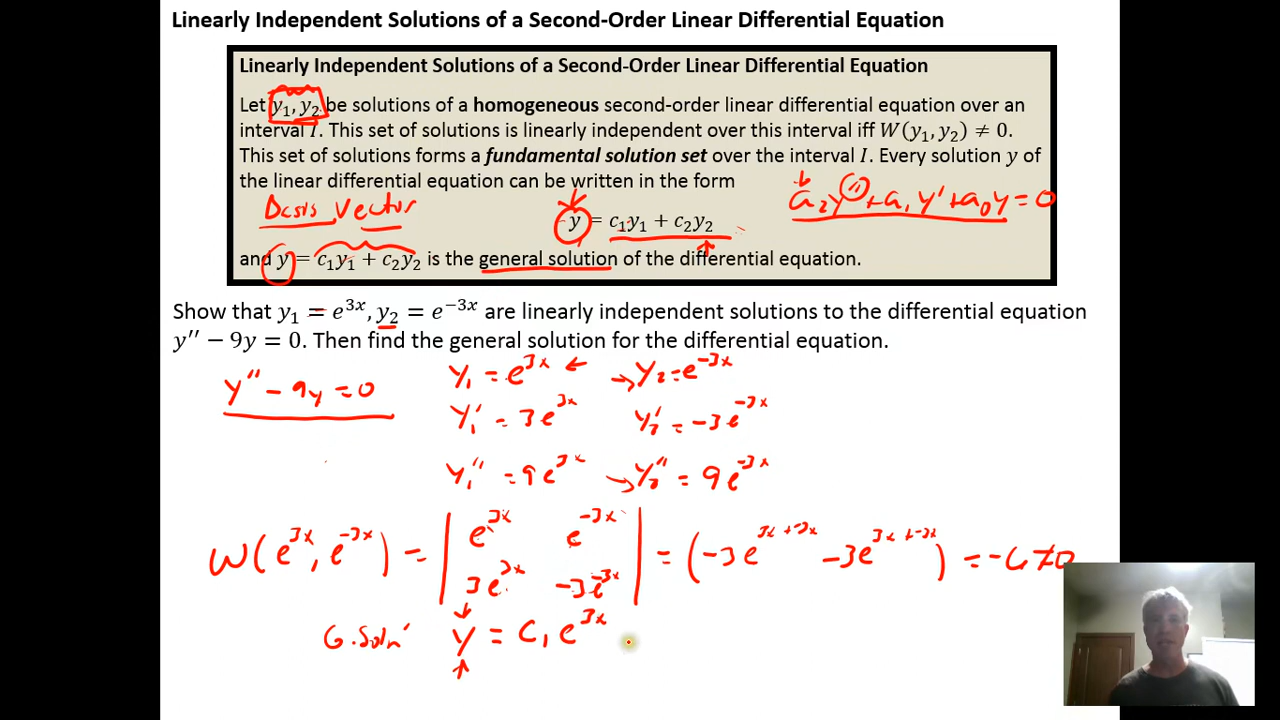 Linearly Independent Solutions of a Second-Order Linear Differential Equation
Linearly Independent Solutions of a Second-Order Linear Differential Equation
Let y₁, y₂ be solutions of a homogeneous second-order linear differential equation over an
interval I. This set of solutions is linearly independent over this interval iff W(y₁, y₂) ≠ 0.
This set of solutions forms a fundamental solution set over the interval I. Every solution y of
the linear differential equation can be written in the form
Basis Vector
y = c₁y₁ + c₂y₂
a₂y'' + a₁y' + a₀y = 0
and y = c₁y₁ + c₂y₂ is the general solution of the differential equation.
Show that y₁ = e^{3x}, y₂ = e^{−3x} are linearly independent solutions to the differential equation
y'' − 9y = 0. Then find the general solution for the differential equation.
y'' − 9y = 0
y₁ = e^{3x} ← → y₂ = e^{−3x}
y₁' = 3e^{3x} y₂' = −3e^{−3x}
y₁'' = 9e^{3x} → y₂'' = 9e^{−3x}
W(e^{3x}, e^{−3x}) = | e^{3x} e^{−3x} | = (−3e^{3x+−3x} − 3e^{3x+−3x}) = −6 ≠ 0
3e^{3x} −3e^{−3x}
G. Soln' y = c₁e^{3x}